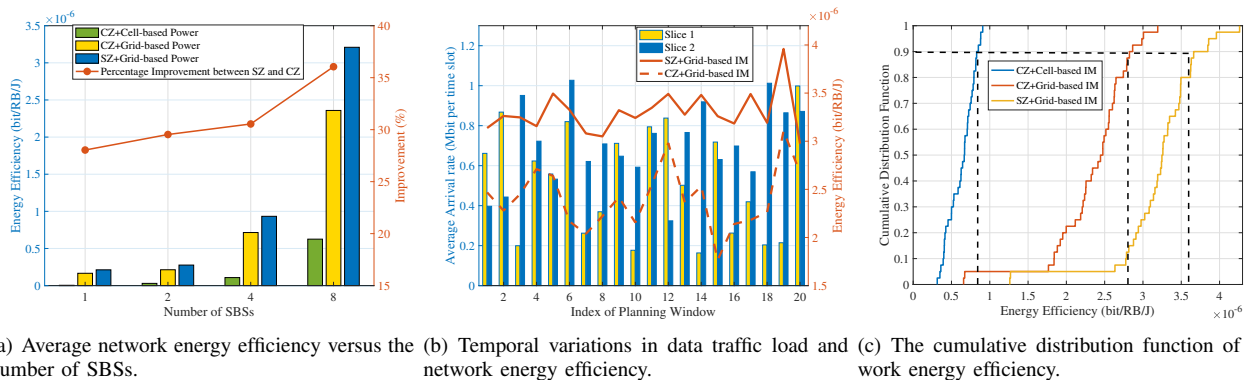 ×10^-6
3.5
3
2.5
2
1.5
1
0.5
0
Energy Efficiency (bit/RB/J)
CZ+Cell-based Power
CZ+Grid-based Power
SZ+Grid-based Power
Percentage Improvement between SZ and CZ
40
35
30
25
20
15
Improvement (%)
1 2 4 8
Number of SBSs
1.2
1
0.8
0.6
0.4
0.2
0
Average Arrival rate (Mbit per time slot)
Slice 1
Slice 2
SZ+Grid-based IM
CZ+Grid-based IM
×10^-6
4
3.5
3
2.5
2
1.5
Energy Efficiency (bit/RB/J)
2 4 6 8 10 12 14 16 18 20
Index of Planning Window
1
0.9
0.8
0.7
0.6
0.5
0.4
0.3
0.2
0.1
0
Cumulative Distribution Function
CZ+Cell-based IM
CZ+Grid-based IM
SZ+Grid-based IM
0 0.5 1 1.5 2 2.5 3 3.5 4
Energy Efficiency (bit/RB/J)
×10^-6
a) Average network energy efficiency versus the
umber of SBSs.
(b) Temporal variations in data traffic load and
network energy efficiency.
(c) The cumulative distribution function of
work energy efficiency.